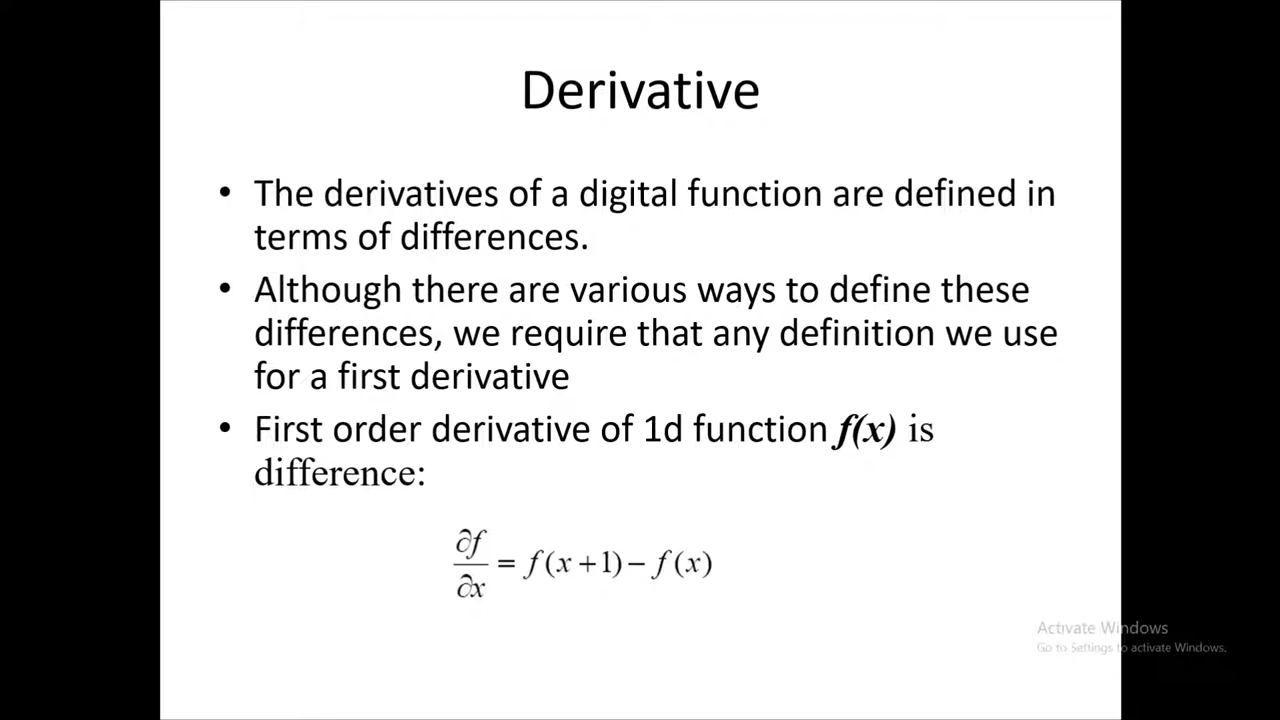 Derivative
• The derivatives of a digital function are defined in
terms of differences.
• Although there are various ways to define these
differences, we require that any definition we use
for a first derivative
• First order derivative of 1d function f(x) is
difference:
∂f/∂x = f(x+1) − f(x)
Activate Windows
Go to Settings to activate Windows.